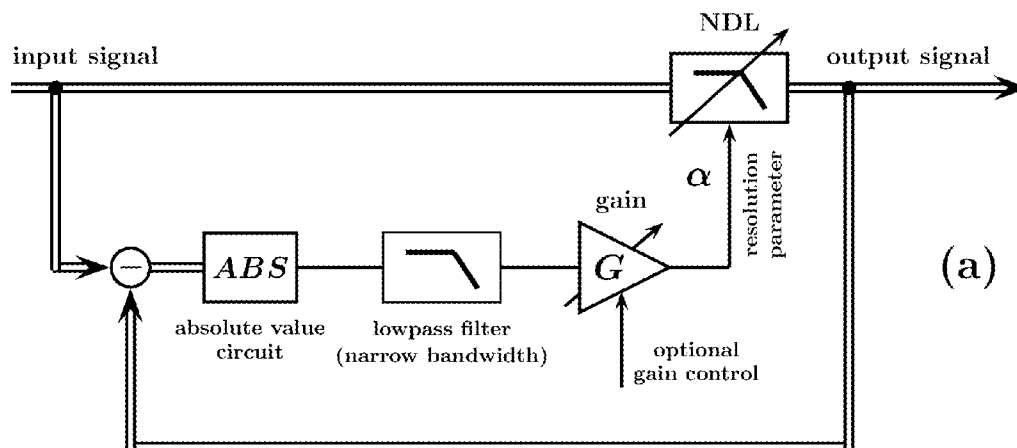 NDL
input signal
output signal
α
resolution
parameter
gain
−
ABS
G
(a)
absolute value
circuit
lowpass filter
(narrow bandwidth)
optional
gain control